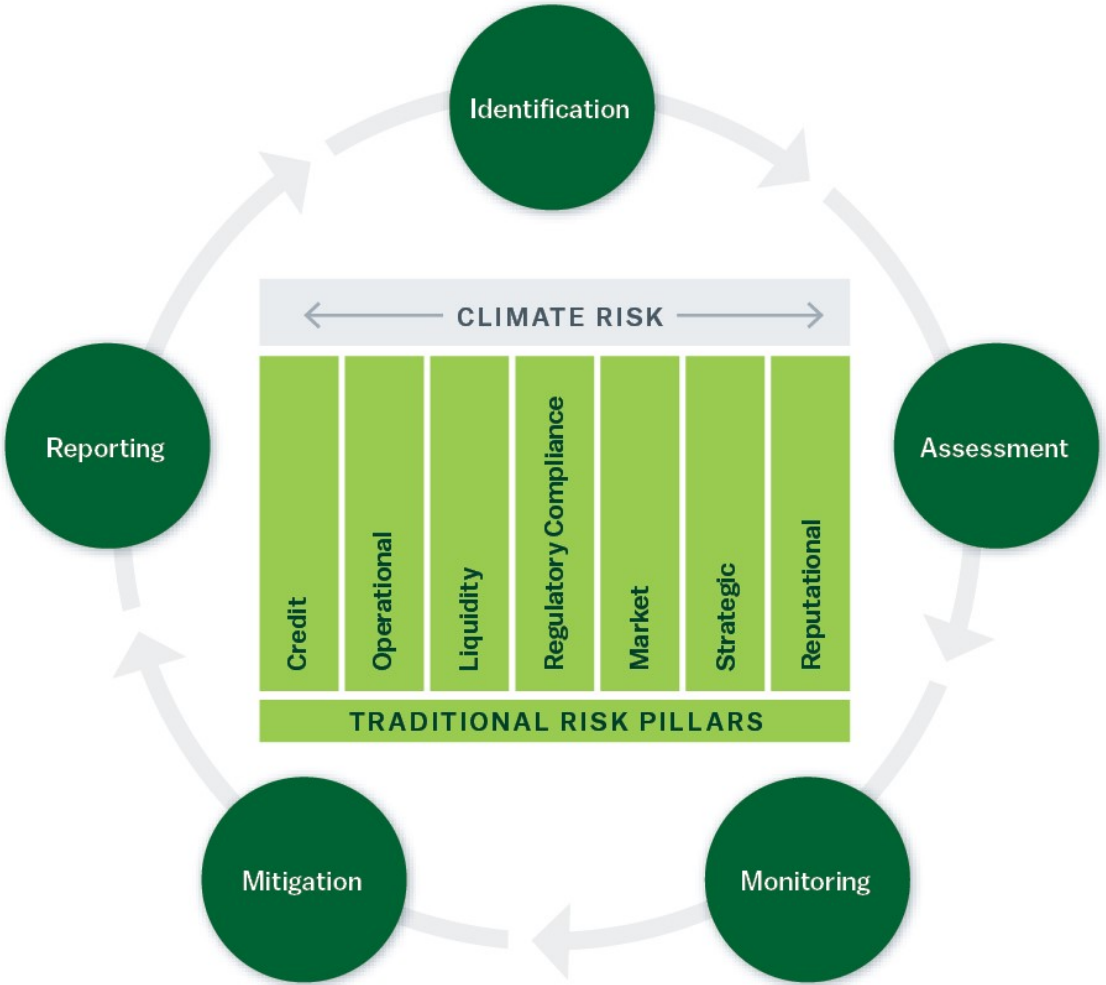 Identification
CLIMATE RISK
Reporting
Assessment
Credit
Operational
Liquidity
Regulatory Compliance
Market
Strategic
Reputational
TRADITIONAL RISK PILLARS
Mitigation
Monitoring